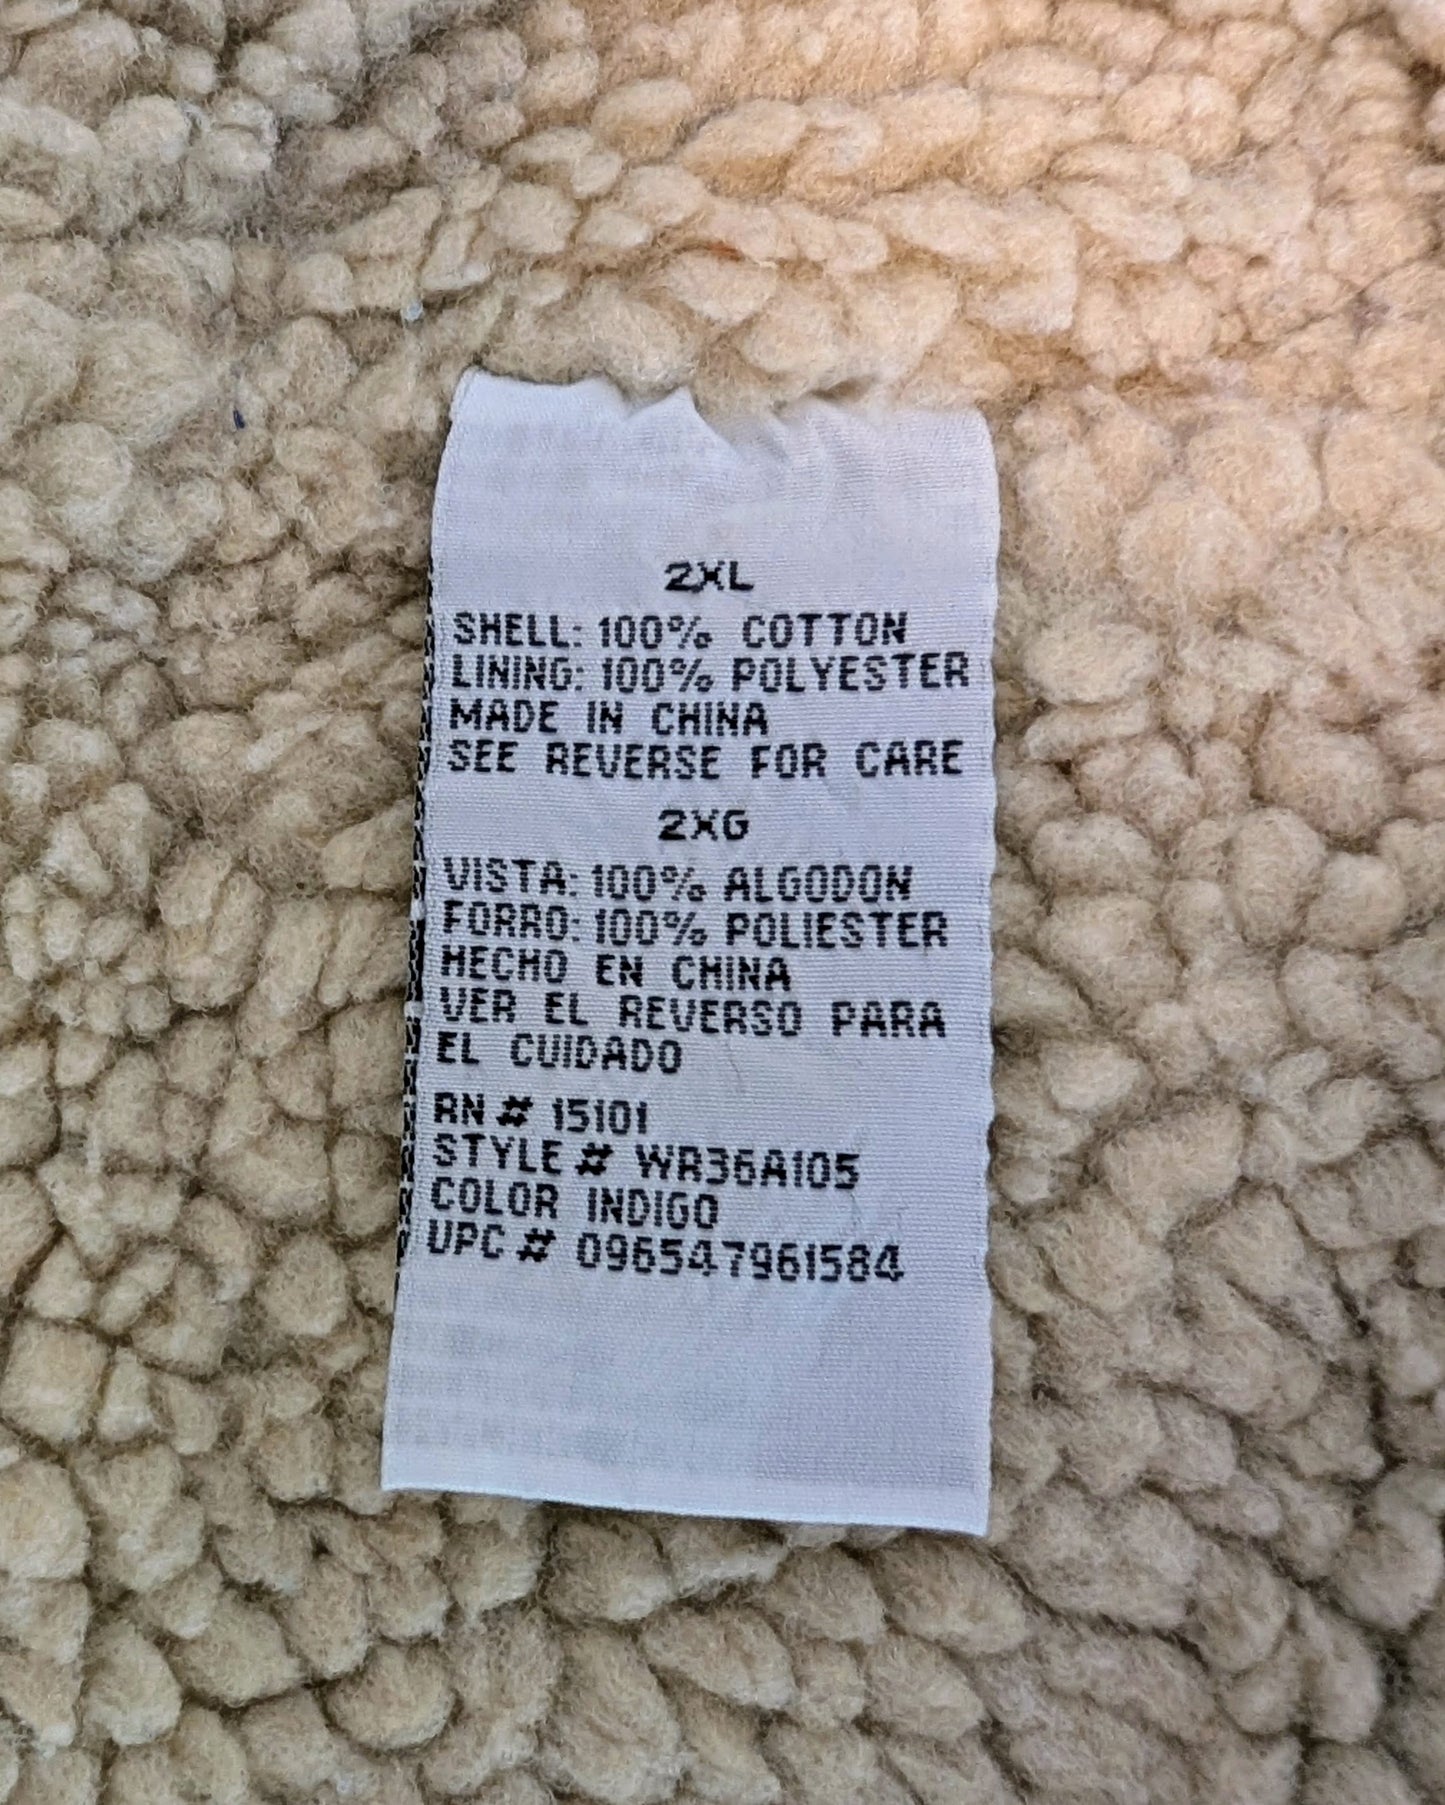 2XL
SHELL: 100% COTTON
LINING: 100% POLYESTER
MADE IN CHINA
SEE REVERSE FOR CARE
2XG
VISTA: 100% ALGODON
FORRO: 100% POLIESTER
HECHO EN CHINA
VER EL REVERSO PARA
EL CUIDADO
RN # 15101
STYLE # WR36A105
COLOR INDIGO
UPC # 096547961584